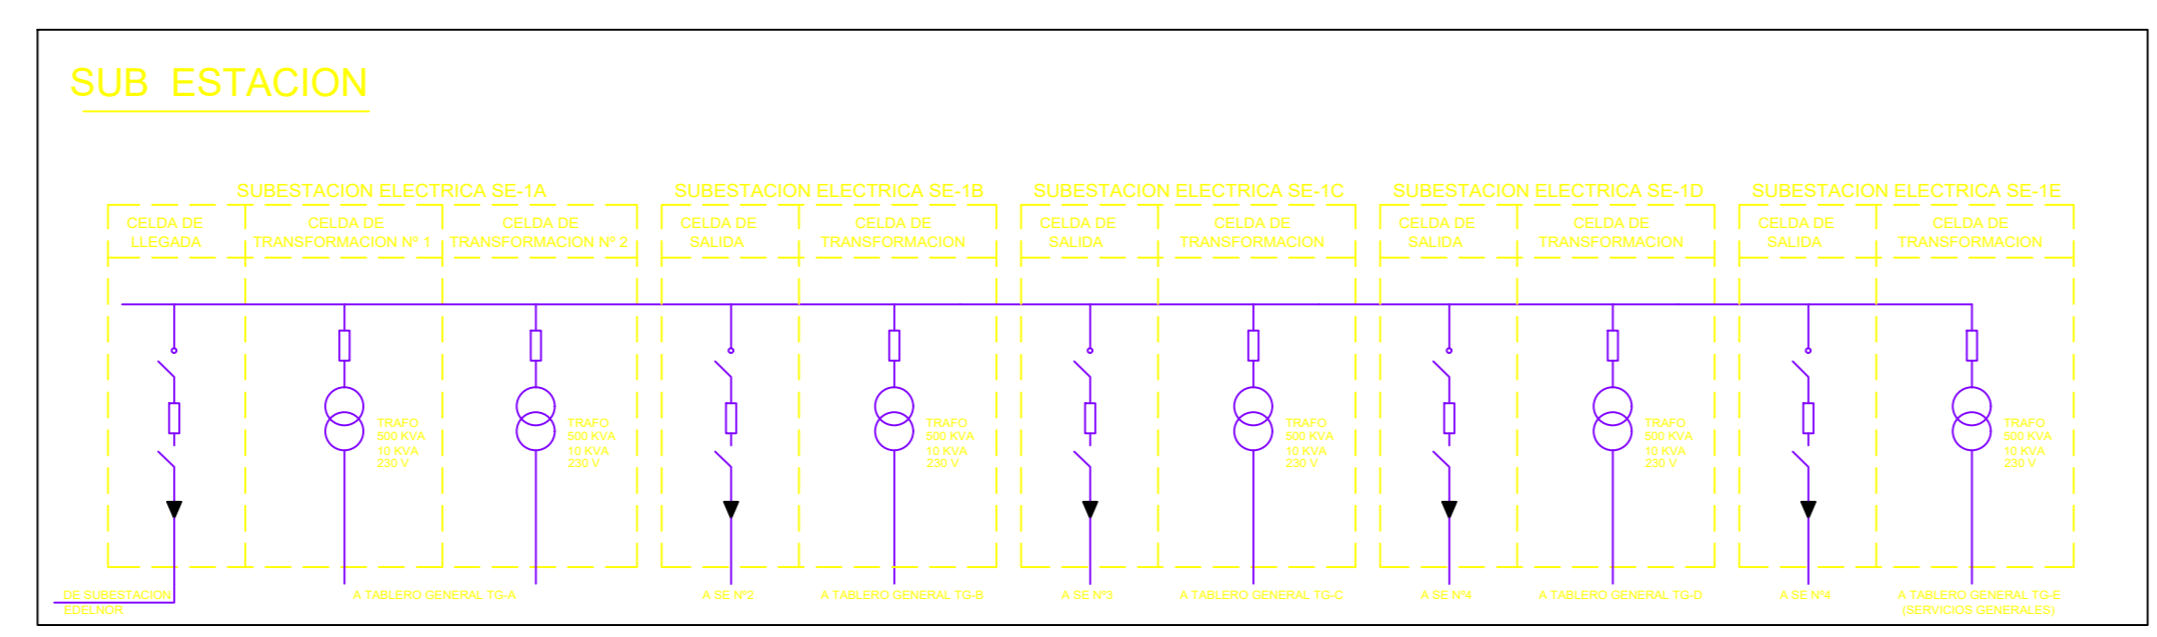 SUB ESTACION
SUBESTACION ELECTRICA SE-1A
SUBESTACION ELECTRICA SE-1B
SUBESTACION ELECTRICA SE-1C
SUBESTACION ELECTRICA SE-1D
SUBESTACION ELECTRICA SE-1E
CELDA DE
LLEGADA
CELDA DE
TRANSFORMACION Nº 1
CELDA DE
TRANSFORMACION Nº 2
CELDA DE
SALIDA
CELDA DE
TRANSFORMACION
CELDA DE
SALIDA
CELDA DE
TRANSFORMACION
CELDA DE
SALIDA
CELDA DE
TRANSFORMACION
CELDA DE
SALIDA
CELDA DE
TRANSFORMACION
TRAFO
500 KVA
10 KVA
230 V
TRAFO
500 KVA
10 KVA
230 V
TRAFO
500 KVA
10 KVA
230 V
TRAFO
500 KVA
10 KVA
230 V
TRAFO
500 KVA
10 KVA
230 V
TRAFO
500 KVA
10 KVA
230 V
DE SUBESTACION
EDELNOR
A TABLERO GENERAL TG-A
A SE Nº2
A TABLERO GENERAL TG-B
A SE Nº3
A TABLERO GENERAL TG-C
A SE Nº4
A TABLERO GENERAL TG-D
A SE Nº4
A TABLERO GENERAL TG-E
(SERVICIOS GENERALES)